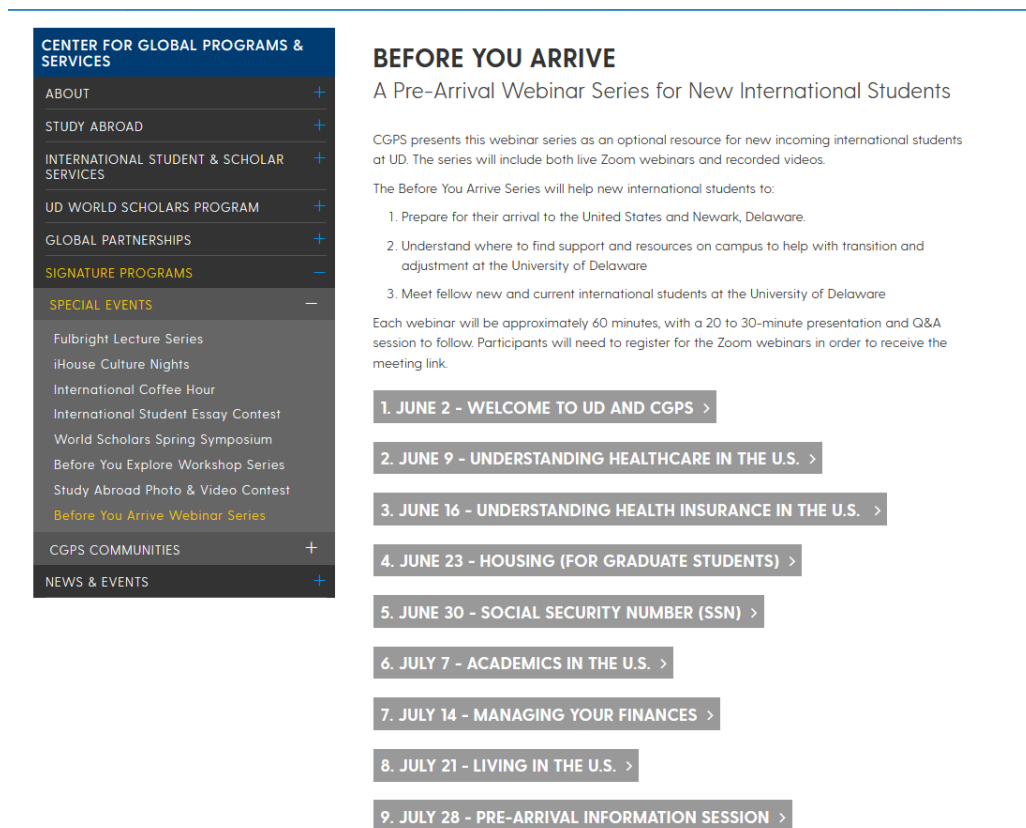 CENTER FOR GLOBAL PROGRAMS &
SERVICES
ABOUT
STUDY ABROAD
INTERNATIONAL STUDENT & SCHOLAR
SERVICES
UD WORLD SCHOLARS PROGRAM
GLOBAL PARTNERSHIPS
SIGNATURE PROGRAMS
SPECIAL EVENTS
Fulbright Lecture Series
iHouse Culture Nights
International Coffee Hour
International Student Essay Contest
World Scholars Spring Symposium
Before You Explore Workshop Series
Study Abroad Photo & Video Contest
Before You Arrive Webinar Series
CGPS COMMUNITIES
NEWS & EVENTS
BEFORE YOU ARRIVE
A Pre-Arrival Webinar Series for New International Students
CGPS presents this webinar series as an optional resource for new incoming international students
at UD. The series will include both live Zoom webinars and recorded videos.
The Before You Arrive Series will help new international students to:
1. Prepare for their arrival to the United States and Newark, Delaware.
2. Understand where to find support and resources on campus to help with transition and
adjustment at the University of Delaware
3. Meet fellow new and current international students at the University of Delaware
Each webinar will be approximately 60 minutes, with a 20 to 30-minute presentation and Q&A
session to follow. Participants will need to register for the Zoom webinars in order to receive the
meeting link.
1. JUNE 2 - WELCOME TO UD AND CGPS >
2. JUNE 9 - UNDERSTANDING HEALTHCARE IN THE U.S. >
3. JUNE 16 - UNDERSTANDING HEALTH INSURANCE IN THE U.S. >
4. JUNE 23 - HOUSING (FOR GRADUATE STUDENTS) >
5. JUNE 30 - SOCIAL SECURITY NUMBER (SSN) >
6. JULY 7 - ACADEMICS IN THE U.S. >
7. JULY 14 - MANAGING YOUR FINANCES >
8. JULY 21 - LIVING IN THE U.S. >
9. JULY 28 - PRE-ARRIVAL INFORMATION SESSION >